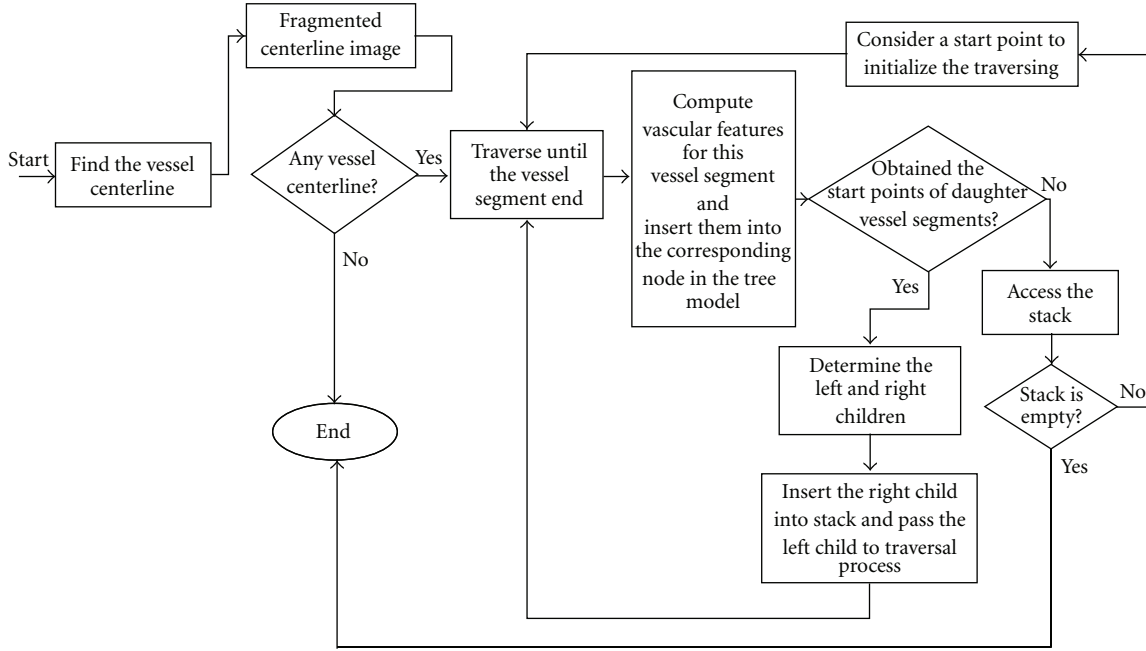 Start
Find the vessel
centerline
Fragmented
centerline image
Any vessel
centerline?
Yes
No
End
Traverse until
the vessel
segment end
Compute
vascular features
for this
vessel segment
and
insert them into
the corresponding
node in the tree
model
Consider a start point to
initialize the traversing
Obtained the
start points of daughter
vessel segments?
No
Yes
Access the
stack
Stack is
empty?
No
Yes
Determine the
left and right
children
Insert the right child
into stack and pass the
left child to traversal
process